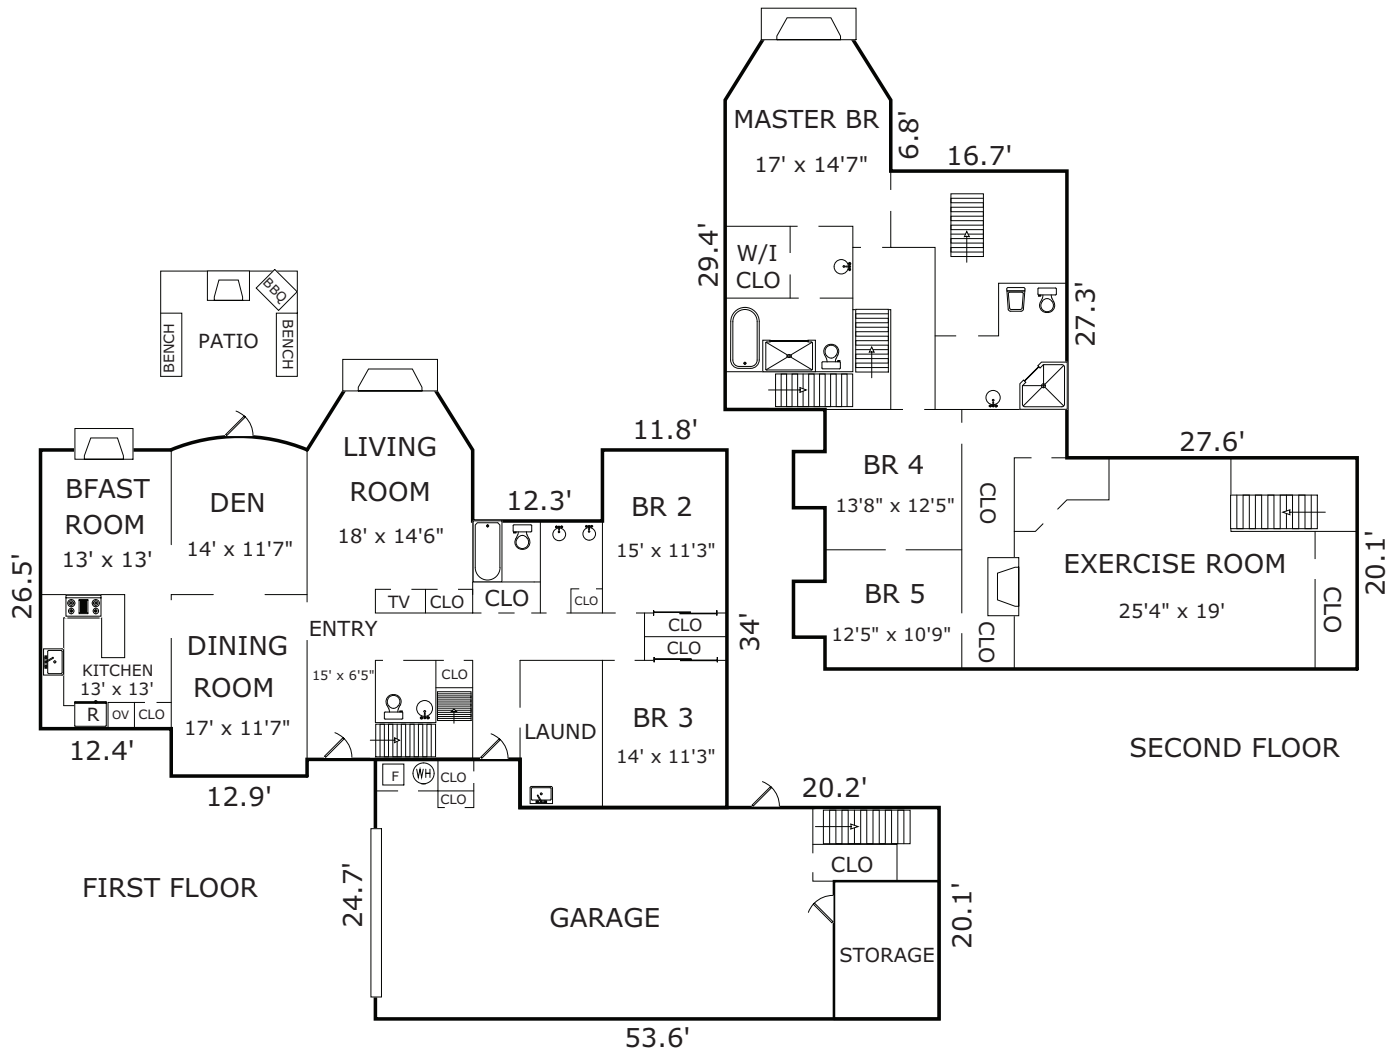 MASTER BR
17' x 14'7"
6.8'
16.7'
29.4'
W/I
CLO
27.3'
BBQ
BENCH
PATIO
BENCH
11.8'
27.6'
LIVING
ROOM
18' x 14'6"
BFAST
ROOM
13' x 13'
DEN
14' x 11'7"
12.3'
BR 2
15' x 11'3"
BR 4
13'8" x 12'5"
CLO
EXERCISE ROOM
25'4" x 19'
20.1'
26.5'
TV
CLO
CLO
CLO
BR 5
12'5" x 10'9"
CLO
CLO
ENTRY
15' x 6'5"
CLO
CLO
34'
DINING
ROOM
17' x 11'7"
KITCHEN
13' x 13'
R
OV
CLO
CLO
LAUND
BR 3
14' x 11'3"
12.4'
12.9'
SECOND FLOOR
F
WH
CLO
CLO
20.2'
FIRST FLOOR
24.7'
GARAGE
CLO
STORAGE
20.1'
53.6'